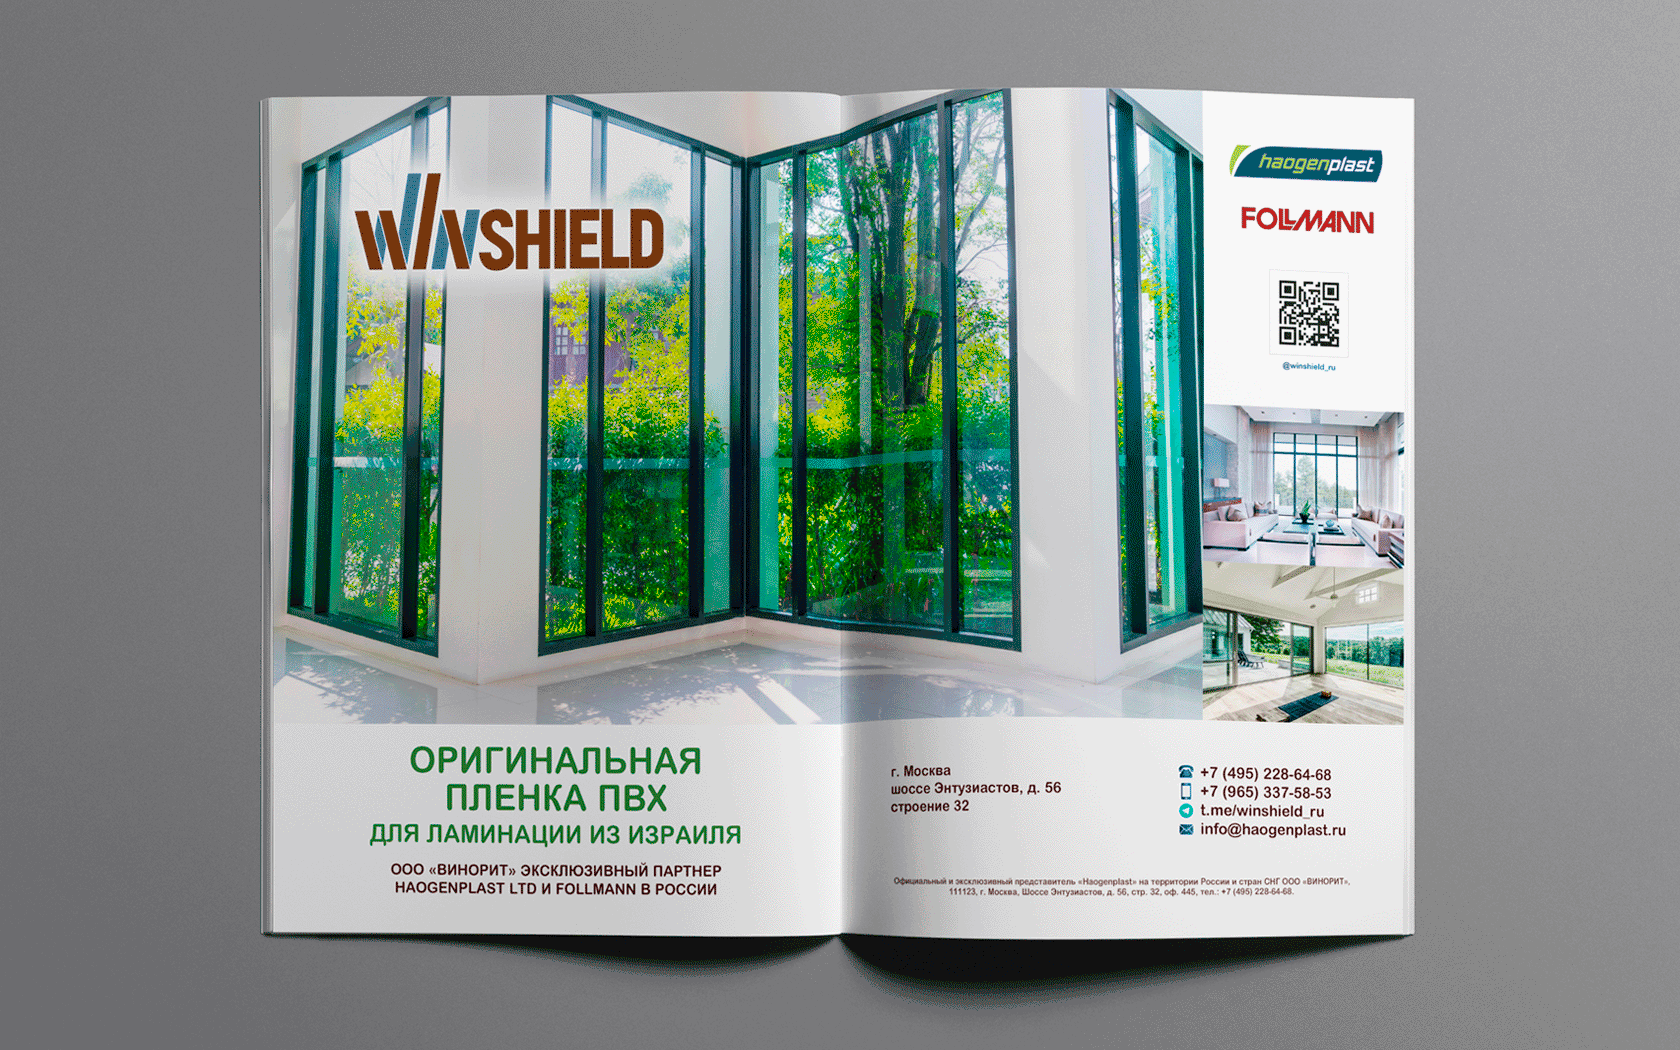 WINSHIELD
haogenplast
FOLLMANN
@winshield_ru
ОРИГИНАЛЬНАЯ
ПЛЕНКА ПВХ
ДЛЯ ЛАМИНАЦИИ ИЗ ИЗРАИЛЯ
ООО «ВИНОРИТ» ЭКСКЛЮЗИВНЫЙ ПАРТНЕР
HAOGENPLAST LTD И FOLLMANN В РОССИИ
г. Москва
шоссе Энтузиастов, д. 56
строение 32
+7 (495) 228-64-68
+7 (965) 337-58-53
t.me/winshield_ru
info@haogenplast.ru
Официальный и эксклюзивный представитель «Haogenplast» на территории России и стран СНГ ООО «ВИНОРИТ».
111123, г. Москва, Шоссе Энтузиастов, д. 56, стр. 32, оф. 445, тел.: +7 (495) 228-64-68.